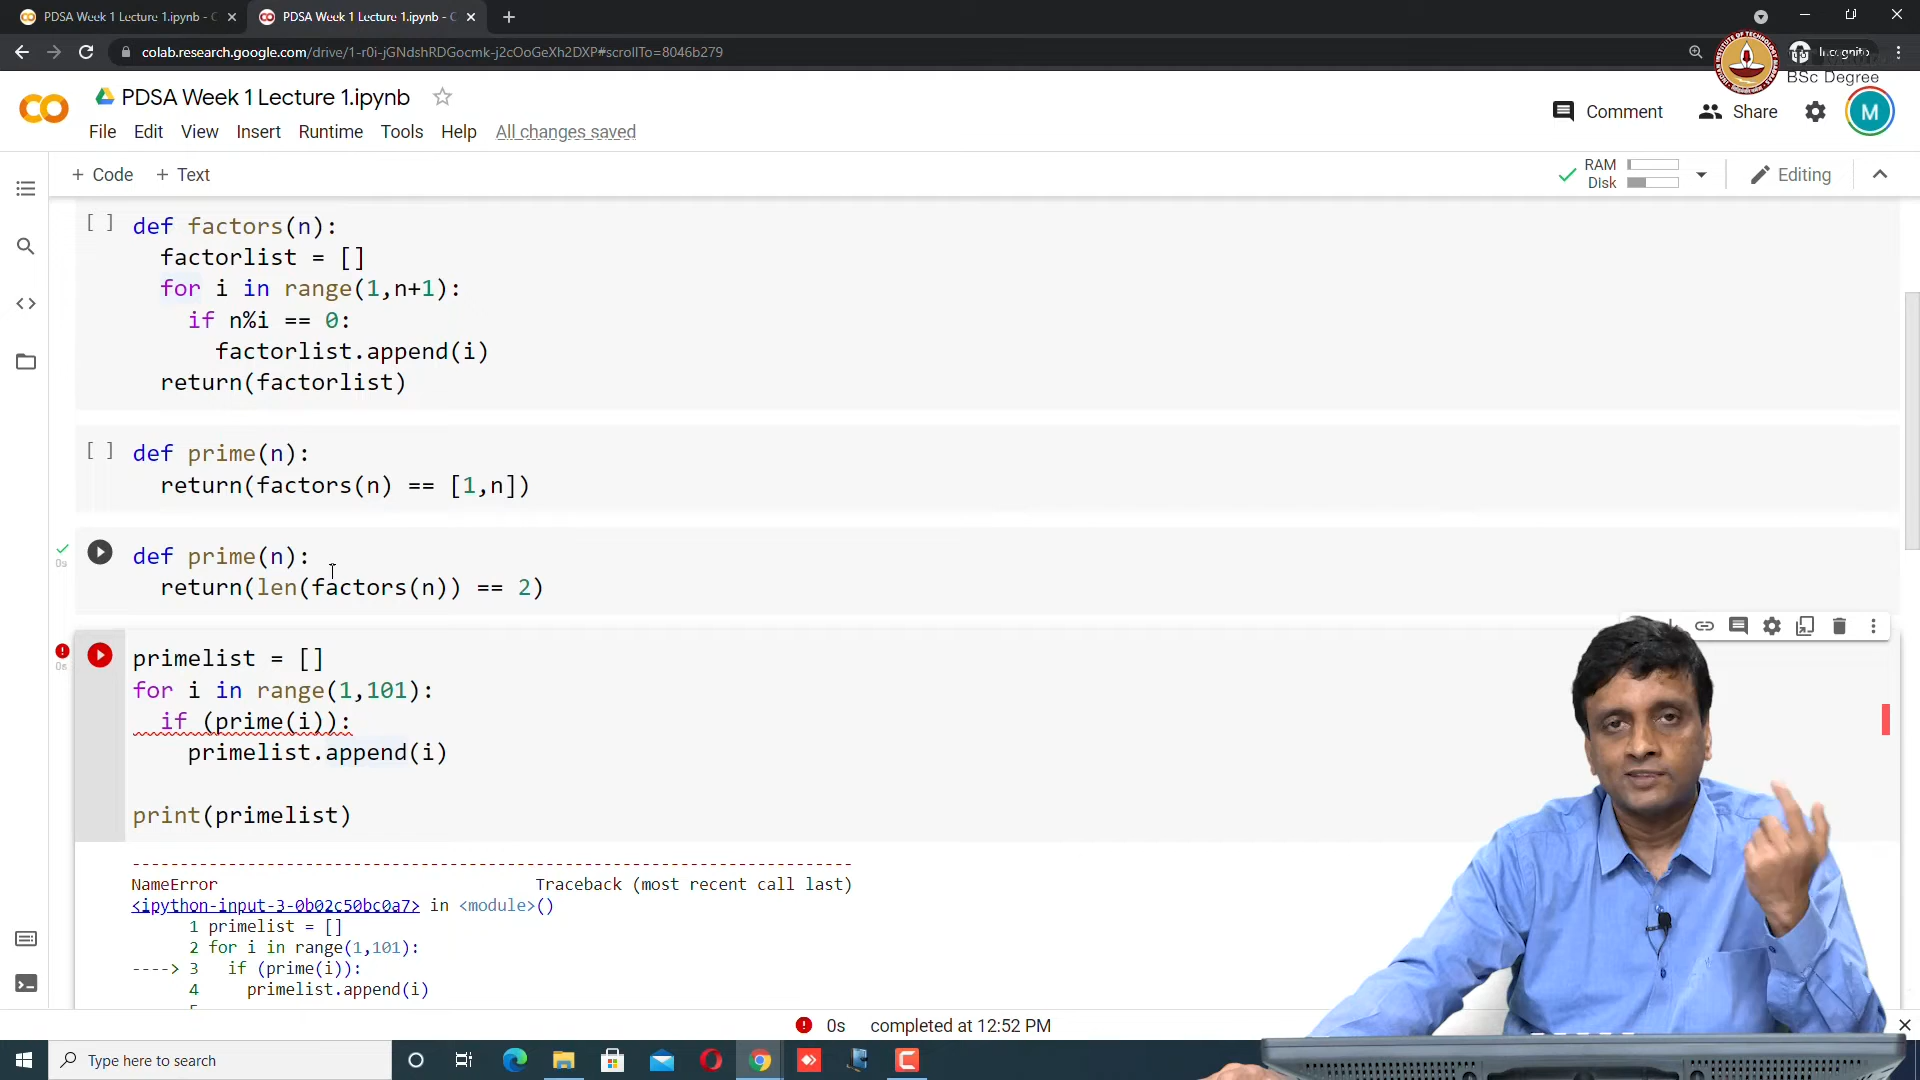 PDSA Week 1 Lecture 1.ipynb - C
PDSA Week 1 Lecture 1.ipynb - C
colab.research.google.com/drive/1-r0i-jGNdshRDGocmk-j2cOoGeXh2DXP#scrollTo=8046b279
Incognito
BSc Degree
PDSA Week 1 Lecture 1.ipynb
Comment
Share
M
File Edit View Insert Runtime Tools Help All changes saved
+ Code + Text
RAM
Disk
Editing
[ ] def factors(n):
factorlist = []
for i in range(1,n+1):
if n%i == 0:
factorlist.append(i)
return(factorlist)
[ ] def prime(n):
return(factors(n) == [1,n])
def prime(n):
0s
return(len(factors(n)) == 2)
primelist = []
0s
for i in range(1,101):
if (prime(i)):
primelist.append(i)
print(primelist)
---------------------------------------------------------------------------
NameError Traceback (most recent call last)
<ipython-input-3-0b02c50bc0a7> in <module>()
1 primelist = []
2 for i in range(1,101):
----> 3 if (prime(i)):
4 primelist.append(i)
0s completed at 12:52 PM
Type here to search